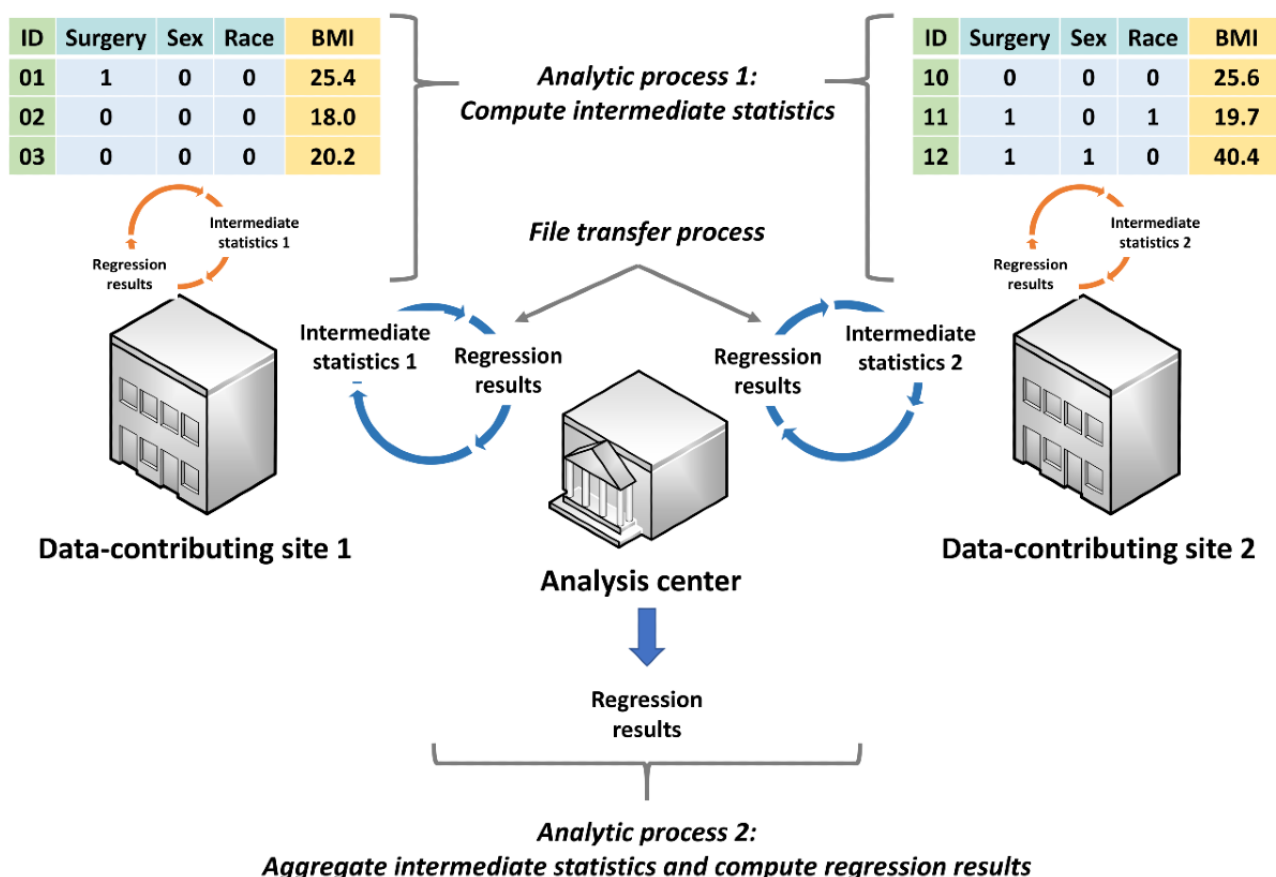 ID Surgery Sex Race BMI
01 1 0 0 25.4
02 0 0 0 18.0
03 0 0 0 20.2
Analytic process 1:
Compute intermediate statistics
ID Surgery Sex Race BMI
10 0 0 0 25.6
11 1 0 1 19.7
12 1 1 0 40.4
Intermediate
statistics 1
Regression
results
File transfer process
Intermediate
statistics 2
Regression
results
Intermediate
statistics 1
Regression
results
Regression
results
Intermediate
statistics 2
Data-contributing site 1
Analysis center
Data-contributing site 2
Regression
results
Analytic process 2:
Aggregate intermediate statistics and compute regression results